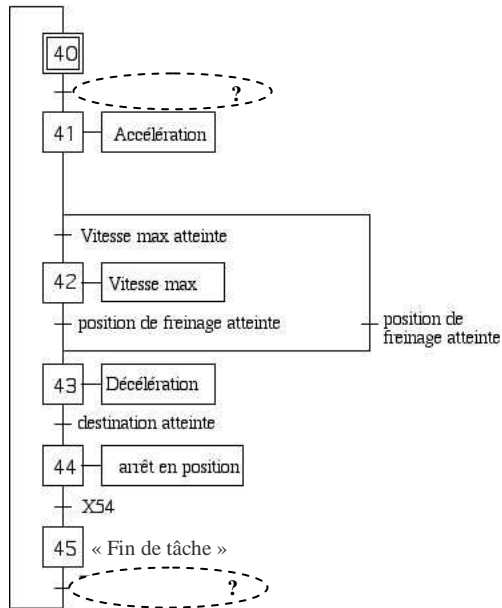 40
?
41 Accélération
Vitesse max atteinte
42 Vitesse max
position de freinage atteinte
position de
freinage atteinte
43 Décélération
destination atteinte
44 arrêt en position
X54
45 « Fin de tâche »
?